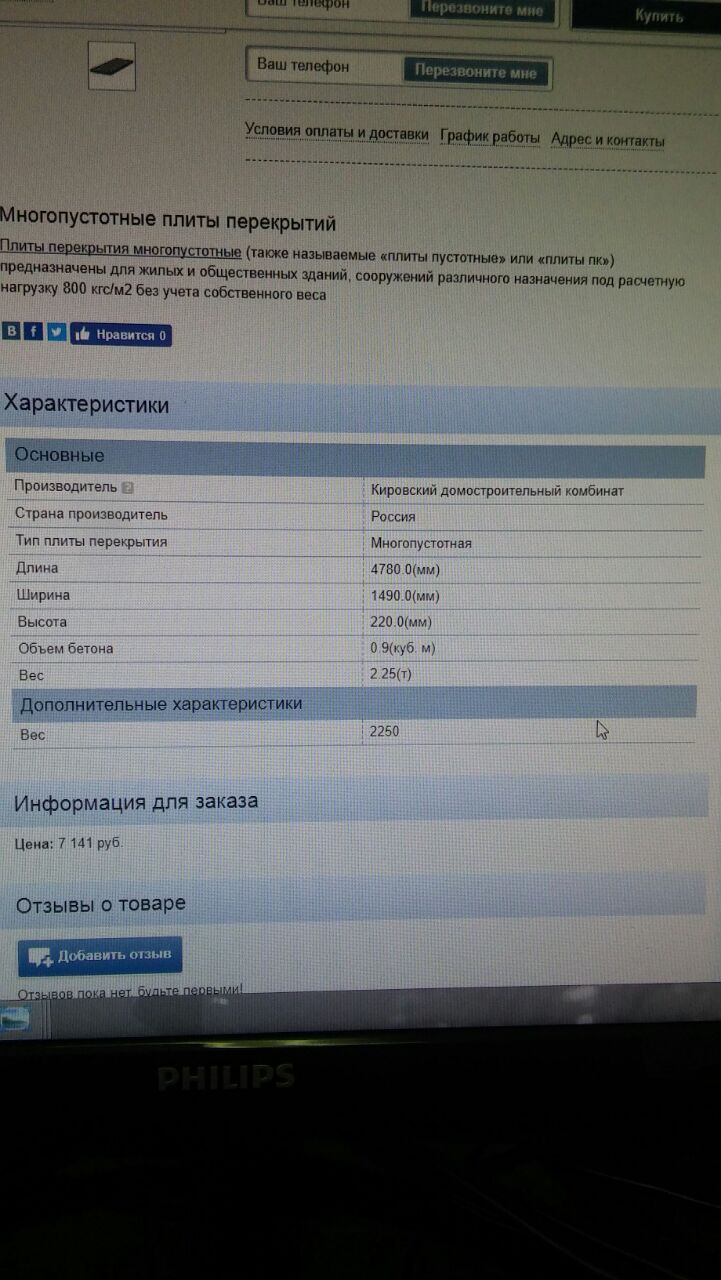 Ваш телефон
Перезвоните мне
Купить
Ваш телефон
Перезвоните мне
Условия оплаты и доставки График работы Адрес и контакты
Многопустотные плиты перекрытий
Плиты перекрытия многопустотные (также называемые «плиты пустотные» или «плиты пк»)
предназначены для жилых и общественных зданий, сооружений различного назначения под расчетную
нагрузку 800 кгс/м2 без учета собственного веса
В f Нравится 0
Характеристики
Основные
Производитель ? Кировский домостроительный комбинат
Страна производитель Россия
Тип плиты перекрытия Многопустотная
Длина 4780.0(мм)
Ширина 1490.0(мм)
Высота 220.0(мм)
Объем бетона 0.9(куб. м)
Вес 2.25(т)
Дополнительные характеристики
Вес 2250
Информация для заказа
Цена: 7 141 руб.
Отзывы о товаре
Добавить отзыв
Отзывов пока нет, будьте первыми!
PHILIPS